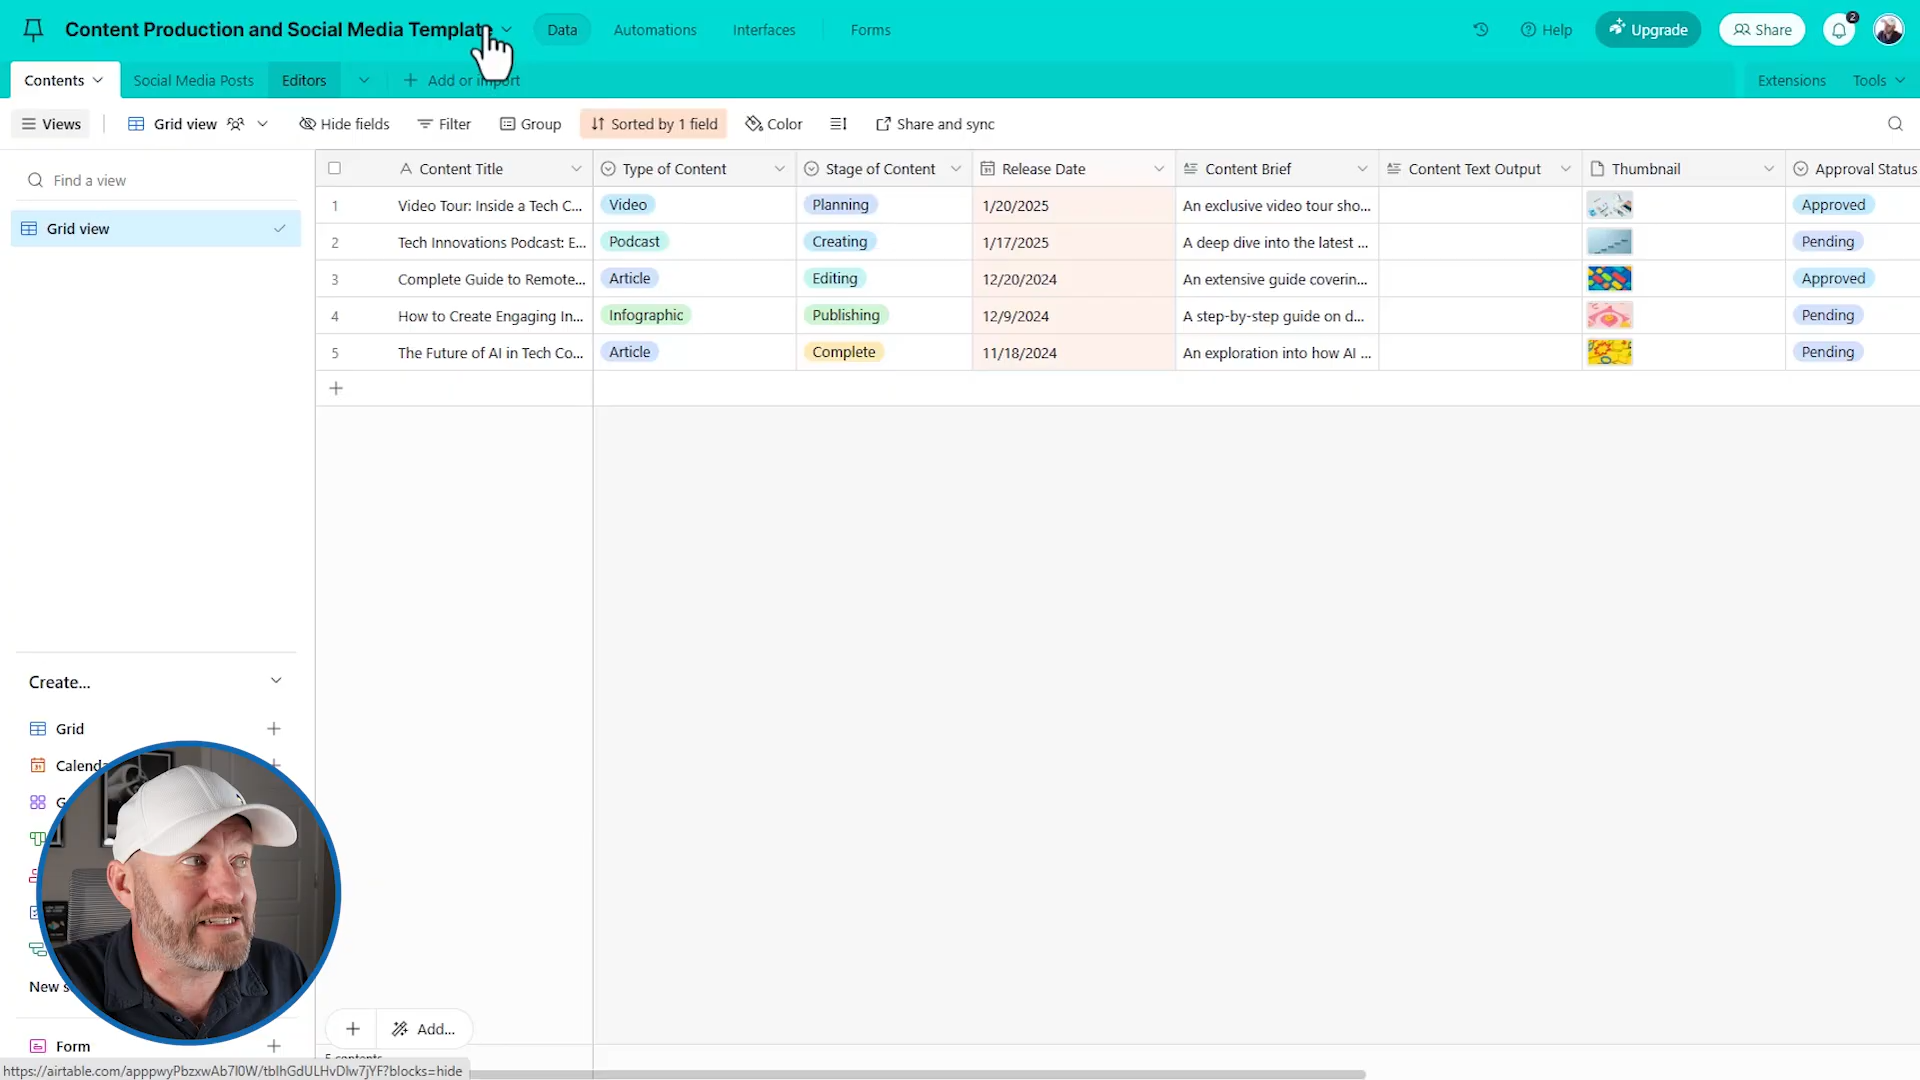 Content Production and Social Media Template
Data
Automations
Interfaces
Forms
Help
Upgrade
Share
2
Contents
Social Media Posts
Editors
Add or import
Extensions
Tools
Views
Grid view
Hide fields
Filter
Group
Sorted by 1 field
Color
Share and sync
Find a view
Grid view
Content Title
Type of Content
Stage of Content
Release Date
Content Brief
Content Text Output
Thumbnail
Approval Status
1 Video Tour: Inside a Tech C... Video Planning 1/20/2025 An exclusive video tour sho... Approved
2 Tech Innovations Podcast: E... Podcast Creating 1/17/2025 A deep dive into the latest ... Pending
3 Complete Guide to Remote... Article Editing 12/20/2024 An extensive guide coverin... Approved
4 How to Create Engaging In... Infographic Publishing 12/9/2024 A step-by-step guide on d... Pending
5 The Future of AI in Tech Co... Article Complete 11/18/2024 An exploration into how AI ... Pending
Create...
Grid
Calenda
G
New s
Form
Add...
5 contents
https://airtable.com/apppwyPbzxwAb7l0W/tblhGdULHvDlw7jYF?blocks=hide